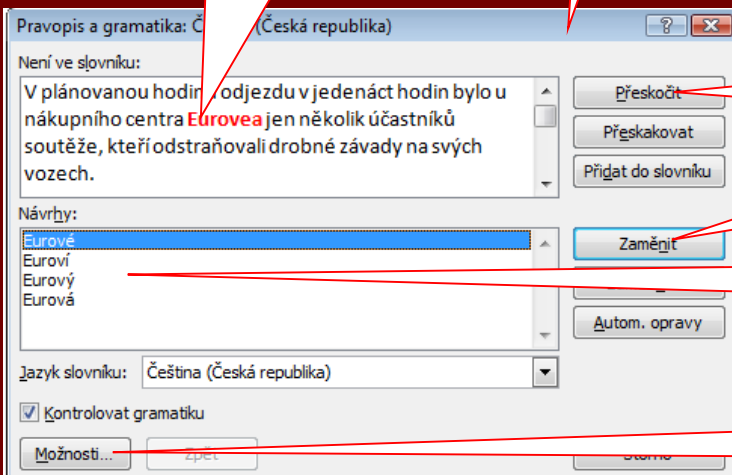 Pravopis a gramatika: Č (Česká republika)
Není ve slovníku:
V plánovanou hodin odjezdu v jedenáct hodin bylo u
nákupního centra Eurovea jen několik účastníků
soutěže, kteří odstraňovali drobné závady na svých
vozech.
Přeskočit
Přeskakovat
Přidat do slovníku
Návrhy:
Eurové
Euroví
Eurový
Eurová
Zaměnit
Autom. opravy
Jazyk slovníku: Čeština (Česká republika)
Kontrolovat gramatiku
Možnosti...
Zpět
Storno